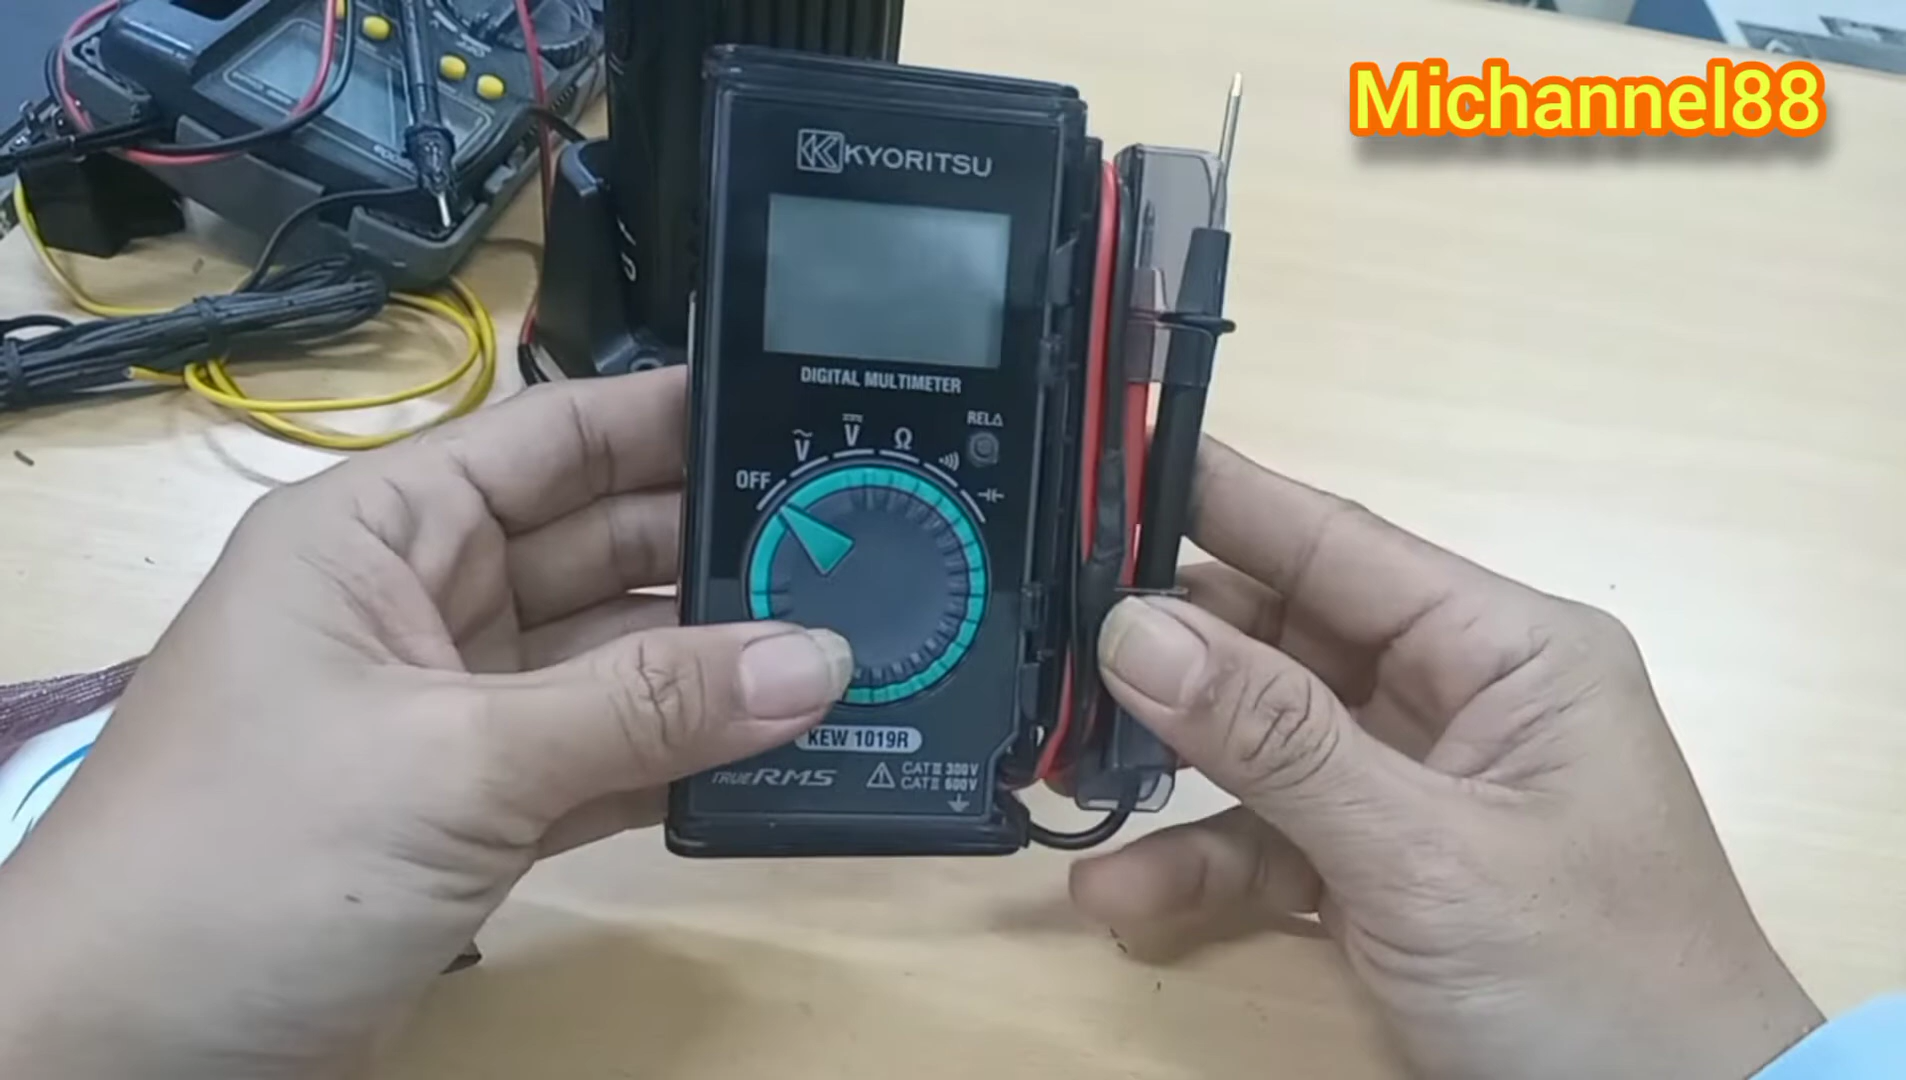 Michannel88
KYORITSU
DIGITAL MULTIMETER
RELΔ
OFF
V
V
Ω
KEW 1019R
TRUE RMS
CAT III 300V
CAT II 600V